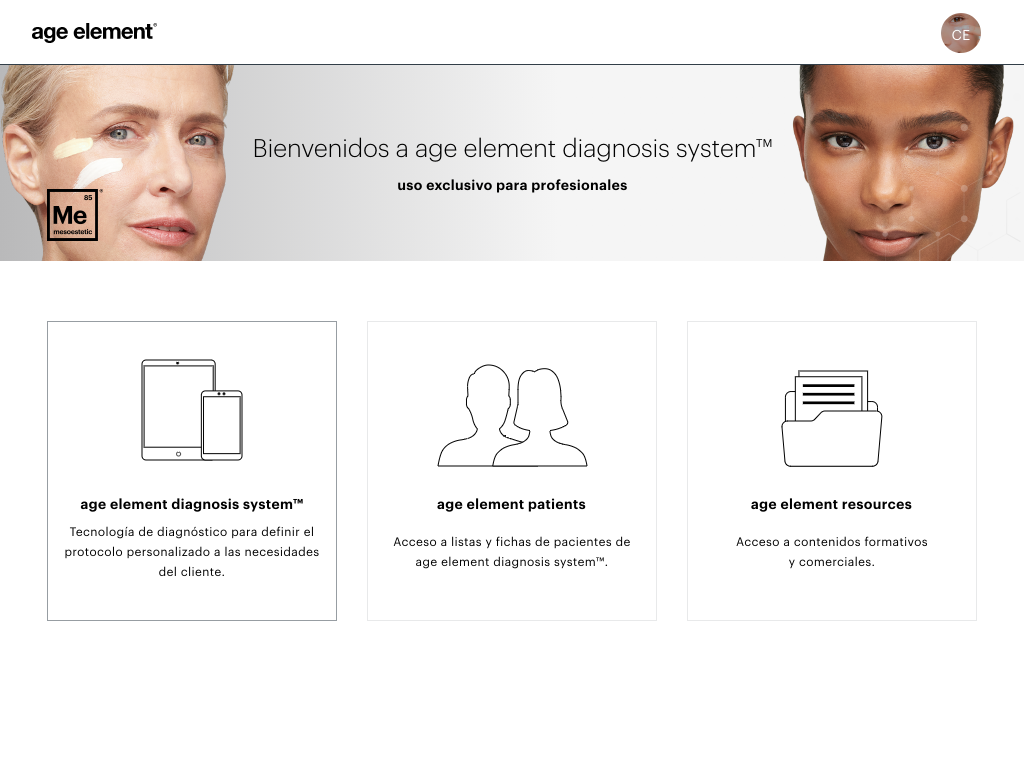 age element®
CE
Bienvenidos a age element diagnosis system™
uso exclusivo para profesionales
85
Me®
mesoestetic
age element diagnosis system™
Tecnología de diagnóstico para definir el
protocolo personalizado a las necesidades
del cliente.
age element patients
Acceso a listas y fichas de pacientes de
age element diagnosis system™.
age element resources
Acceso a contenidos formativos
y comerciales.